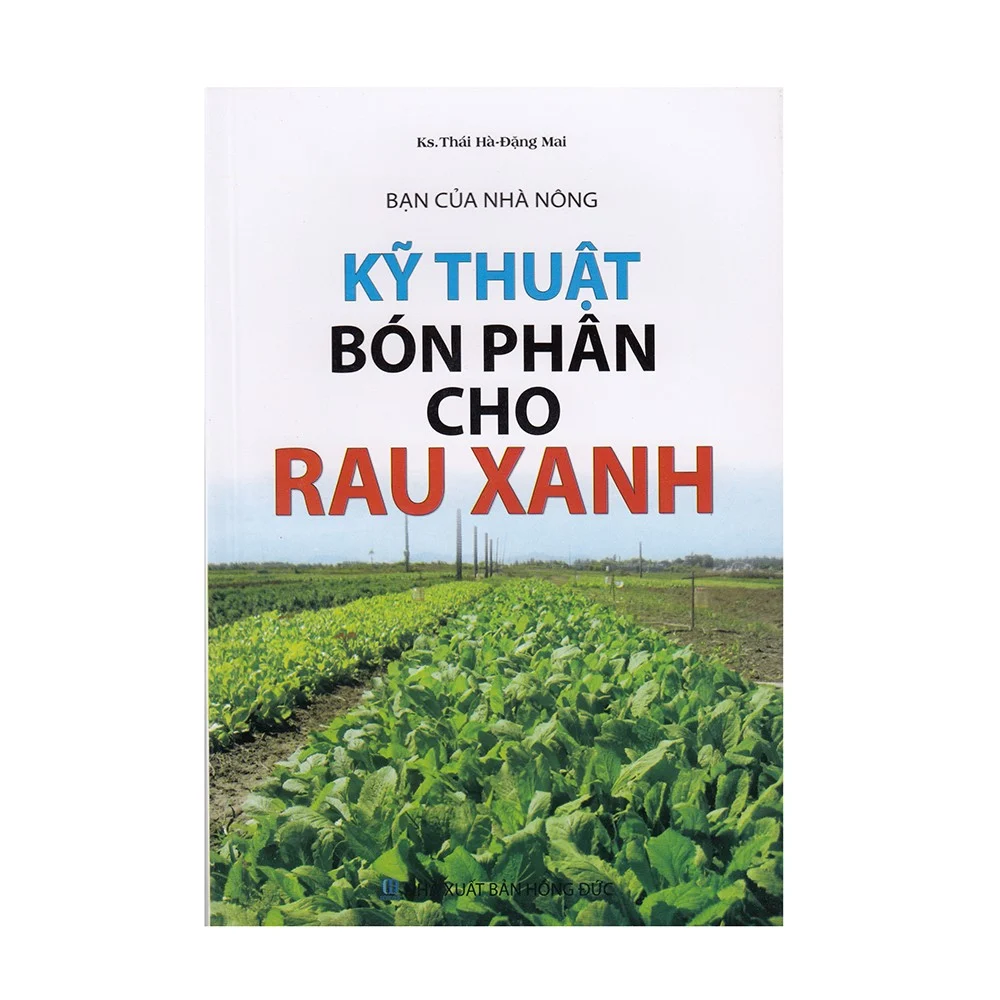 Ks. Thái Hà-Đặng Mai
BẠN CỦA NHÀ NÔNG
KỸ THUẬT
BÓN PHÂN
CHO
RAU XANH
NHÀ XUẤT BẢN HỒNG ĐỨC